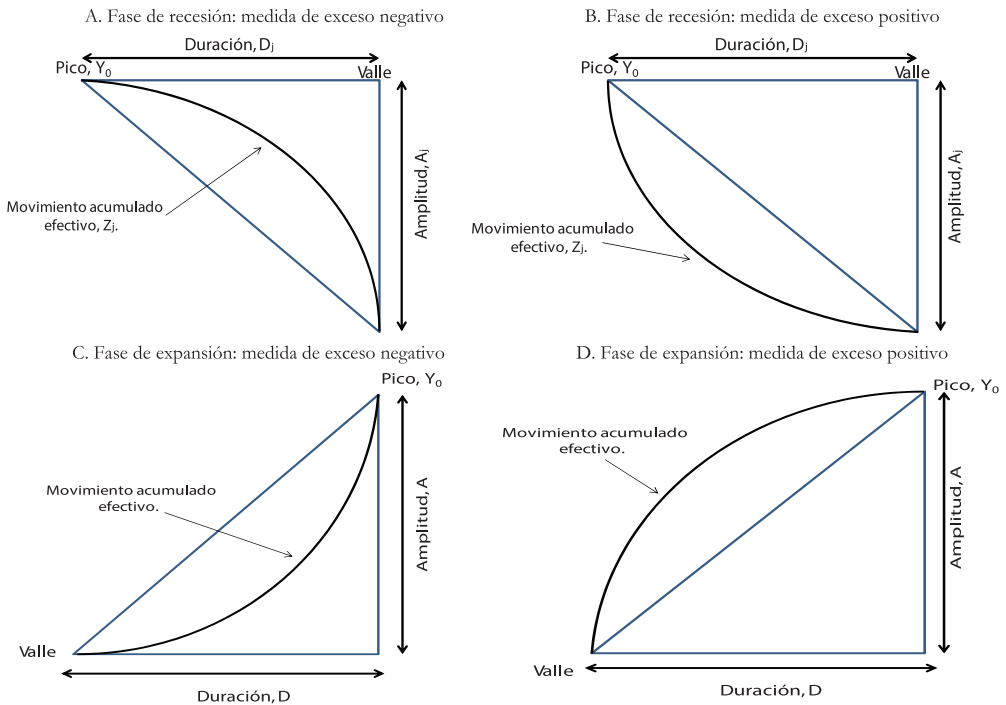 A. Fase de recesión: medida de exceso negativo
Duración, Dj
Pico, Y0
Valle
Amplitud, Aj
Movimiento acumulado
efectivo, Zj.
B. Fase de recesión: medida de exceso positivo
Duración, Dj
Pico, Y0
Valle
Amplitud, Aj
Movimiento acumulado
efectivo, Zj.
C. Fase de expansión: medida de exceso negativo
Pico, Y0
Movimiento acumulado
efectivo.
Amplitud, A
Valle
Duración, D
D. Fase de expansión: medida de exceso positivo
Pico, Y0
Movimiento acumulado
efectivo.
Amplitud, A
Valle
Duración, D